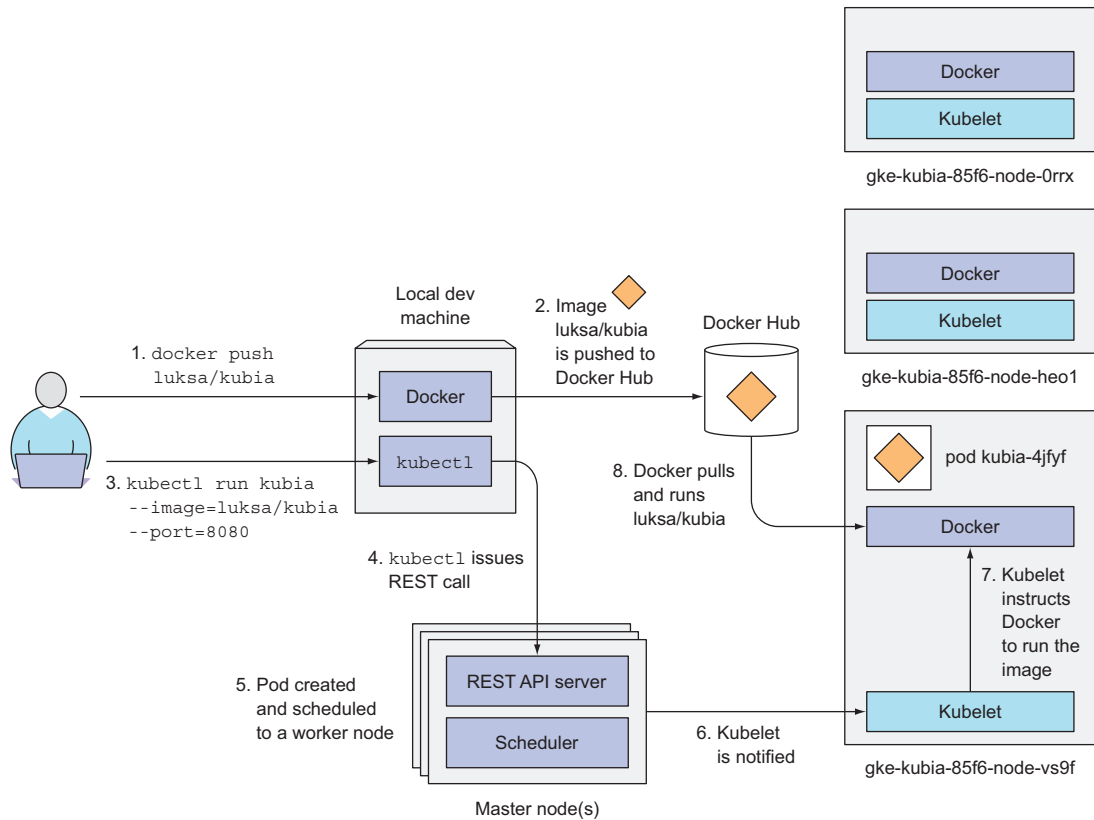 Docker
Kubelet
gke-kubia-85f6-node-0rrx
Docker
Kubelet
gke-kubia-85f6-node-heo1
Local dev
machine
1. docker push
luksa/kubia
Docker
kubectl
2. Image
luksa/kubia
is pushed to
Docker Hub
Docker Hub
3. kubectl run kubia
--image=luksa/kubia
--port=8080
4. kubectl issues
REST call
5. Pod created
and scheduled
to a worker node
REST API server
Scheduler
Master node(s)
6. Kubelet
is notified
8. Docker pulls
and runs
luksa/kubia
pod kubia-4jfyf
Docker
7. Kubelet
instructs
Docker
to run the
image
Kubelet
gke-kubia-85f6-node-vs9f